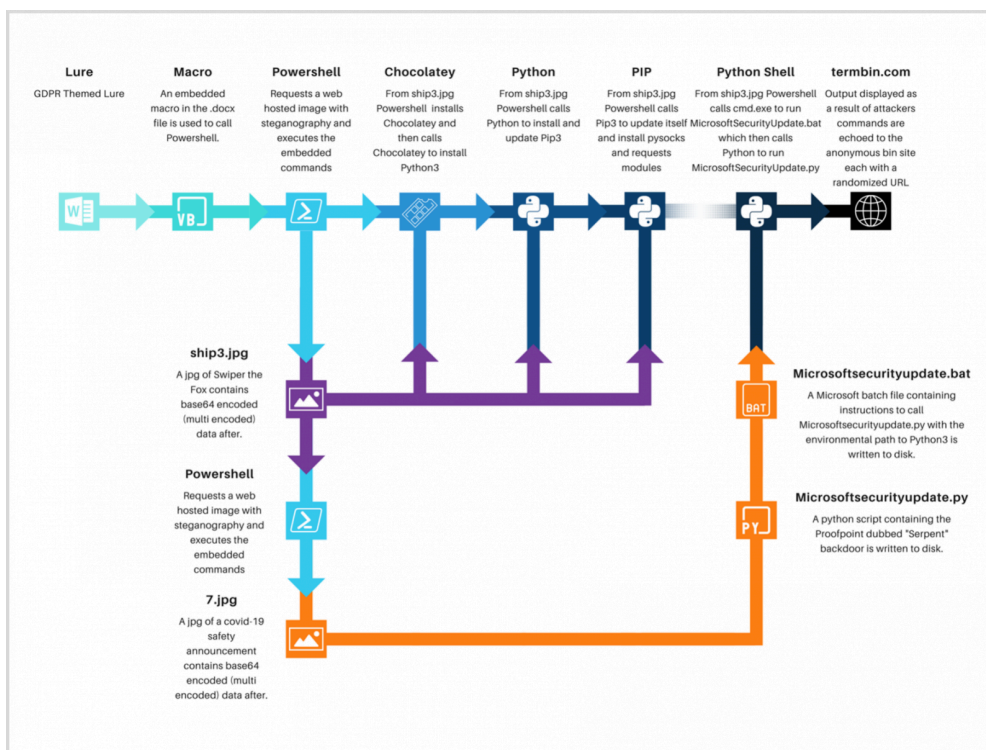 Lure
GDPR Themed Lure
Macro
An embedded
macro in the .docx
file is used to call
Powershell.
Powershell
Requests a web
hosted image with
steganography and
executes the
embedded
commands
Chocolatey
From ship3.jpg
Powershell installs
Chocolatey and
then calls
Chocolatey to install
Python3
Python
From ship3.jpg
Powershell calls
Python to install and
update Pip3
PIP
From ship3.jpg
Powershell calls
Pip3 to update itself
and install pysocks
and requests
modules
Python Shell
From ship3.jpg Powershell
calls cmd.exe to run
MicrosoftSecurityUpdate.bat
which then calls
Python to run
MicrosoftSecurityUpdate.py
termbin.com
Output displayed as
a result of attackers
commands are
echoed to the
anonymous bin site
each with a
randomized URL
W
VB
ship3.jpg
A jpg of Swiper the
Fox contains
base64 encoded
(multi encoded)
data after.
Powershell
Requests a web
hosted image with
steganography and
executes the
embedded
commands
7.jpg
A jpg of a covid-19
safety
announcement
contains base64
encoded (multi
encoded) data after.
BAT
Microsoftsecurityupdate.bat
A Microsoft batch file containing
instructions to call
Microsoftsecurityupdate.py with the
environmental path to Python3 is
written to disk.
PY
Microsoftsecurityupdate.py
A python script containing the
Proofpoint dubbed "Serpent"
backdoor is written to disk.